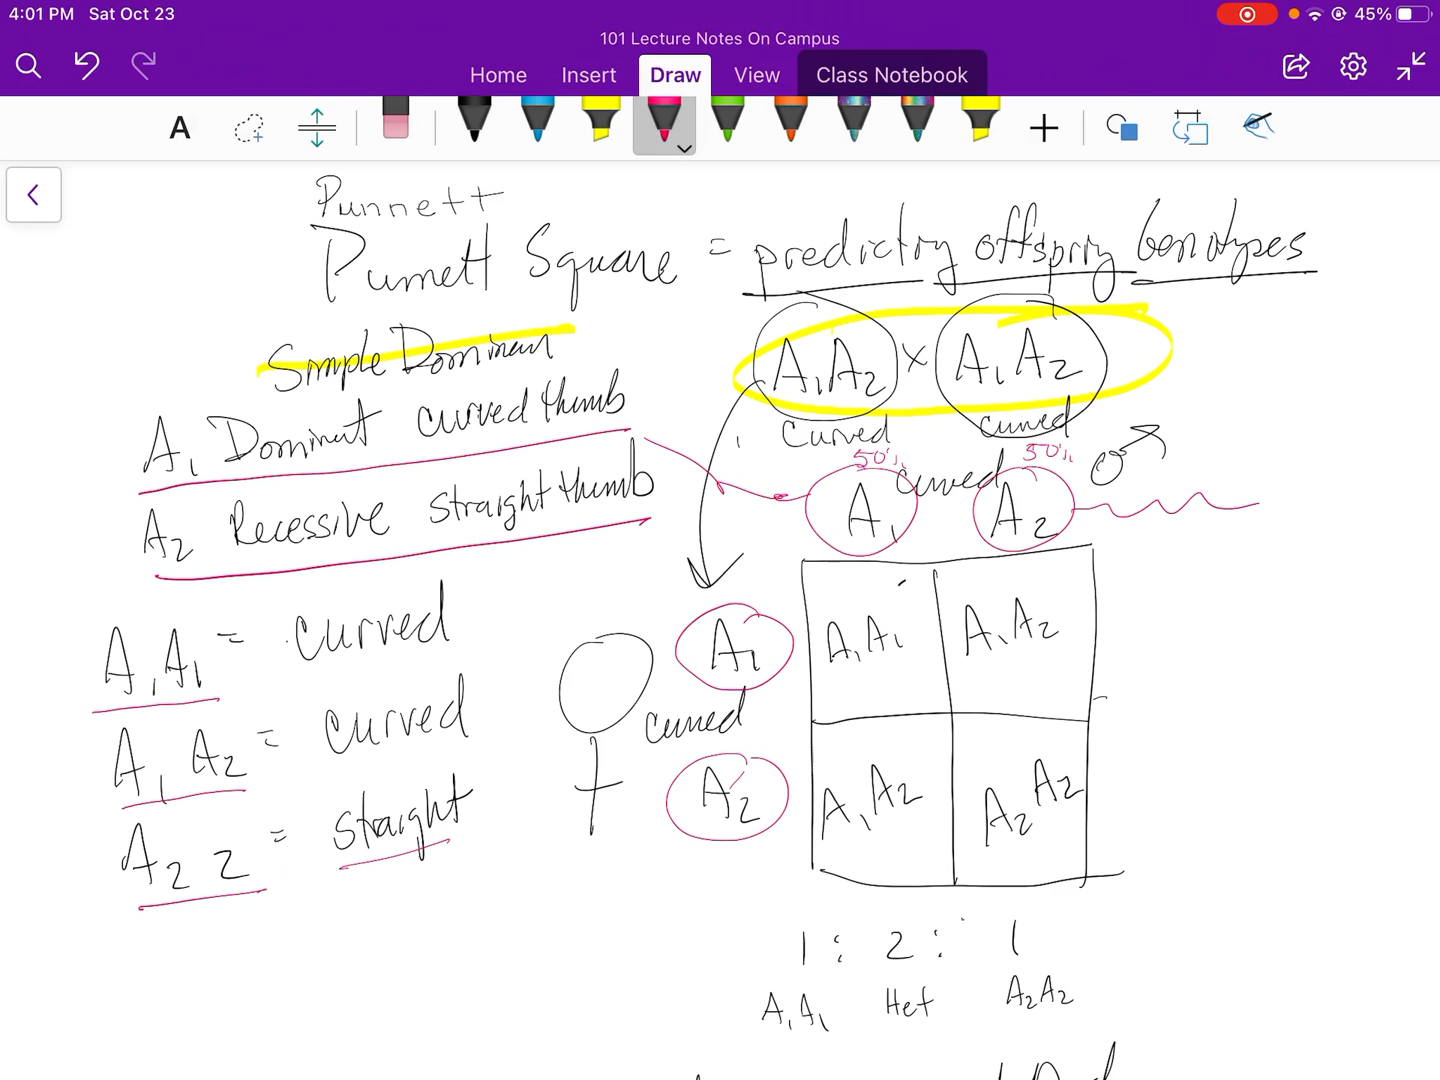 4:01 PM Sat Oct 23
45%
101 Lecture Notes On Campus
Home Insert Draw View Class Notebook
A
Punnett
Punnett Square = predicting offspring Genotypes
Simple Dominan
A1 Dominant curved thumb
A2 Recessive straight thumb
A1A2 x A1A2
curved curved
50% 50%
A1 curved A2
A1A1 = curved
A1A2 = curved
A2 2 = straight
A1 A1A1 A1A2
curved
A2 A1A2 A2A2
1 : 2 : 1
A1A1 Het A2A2